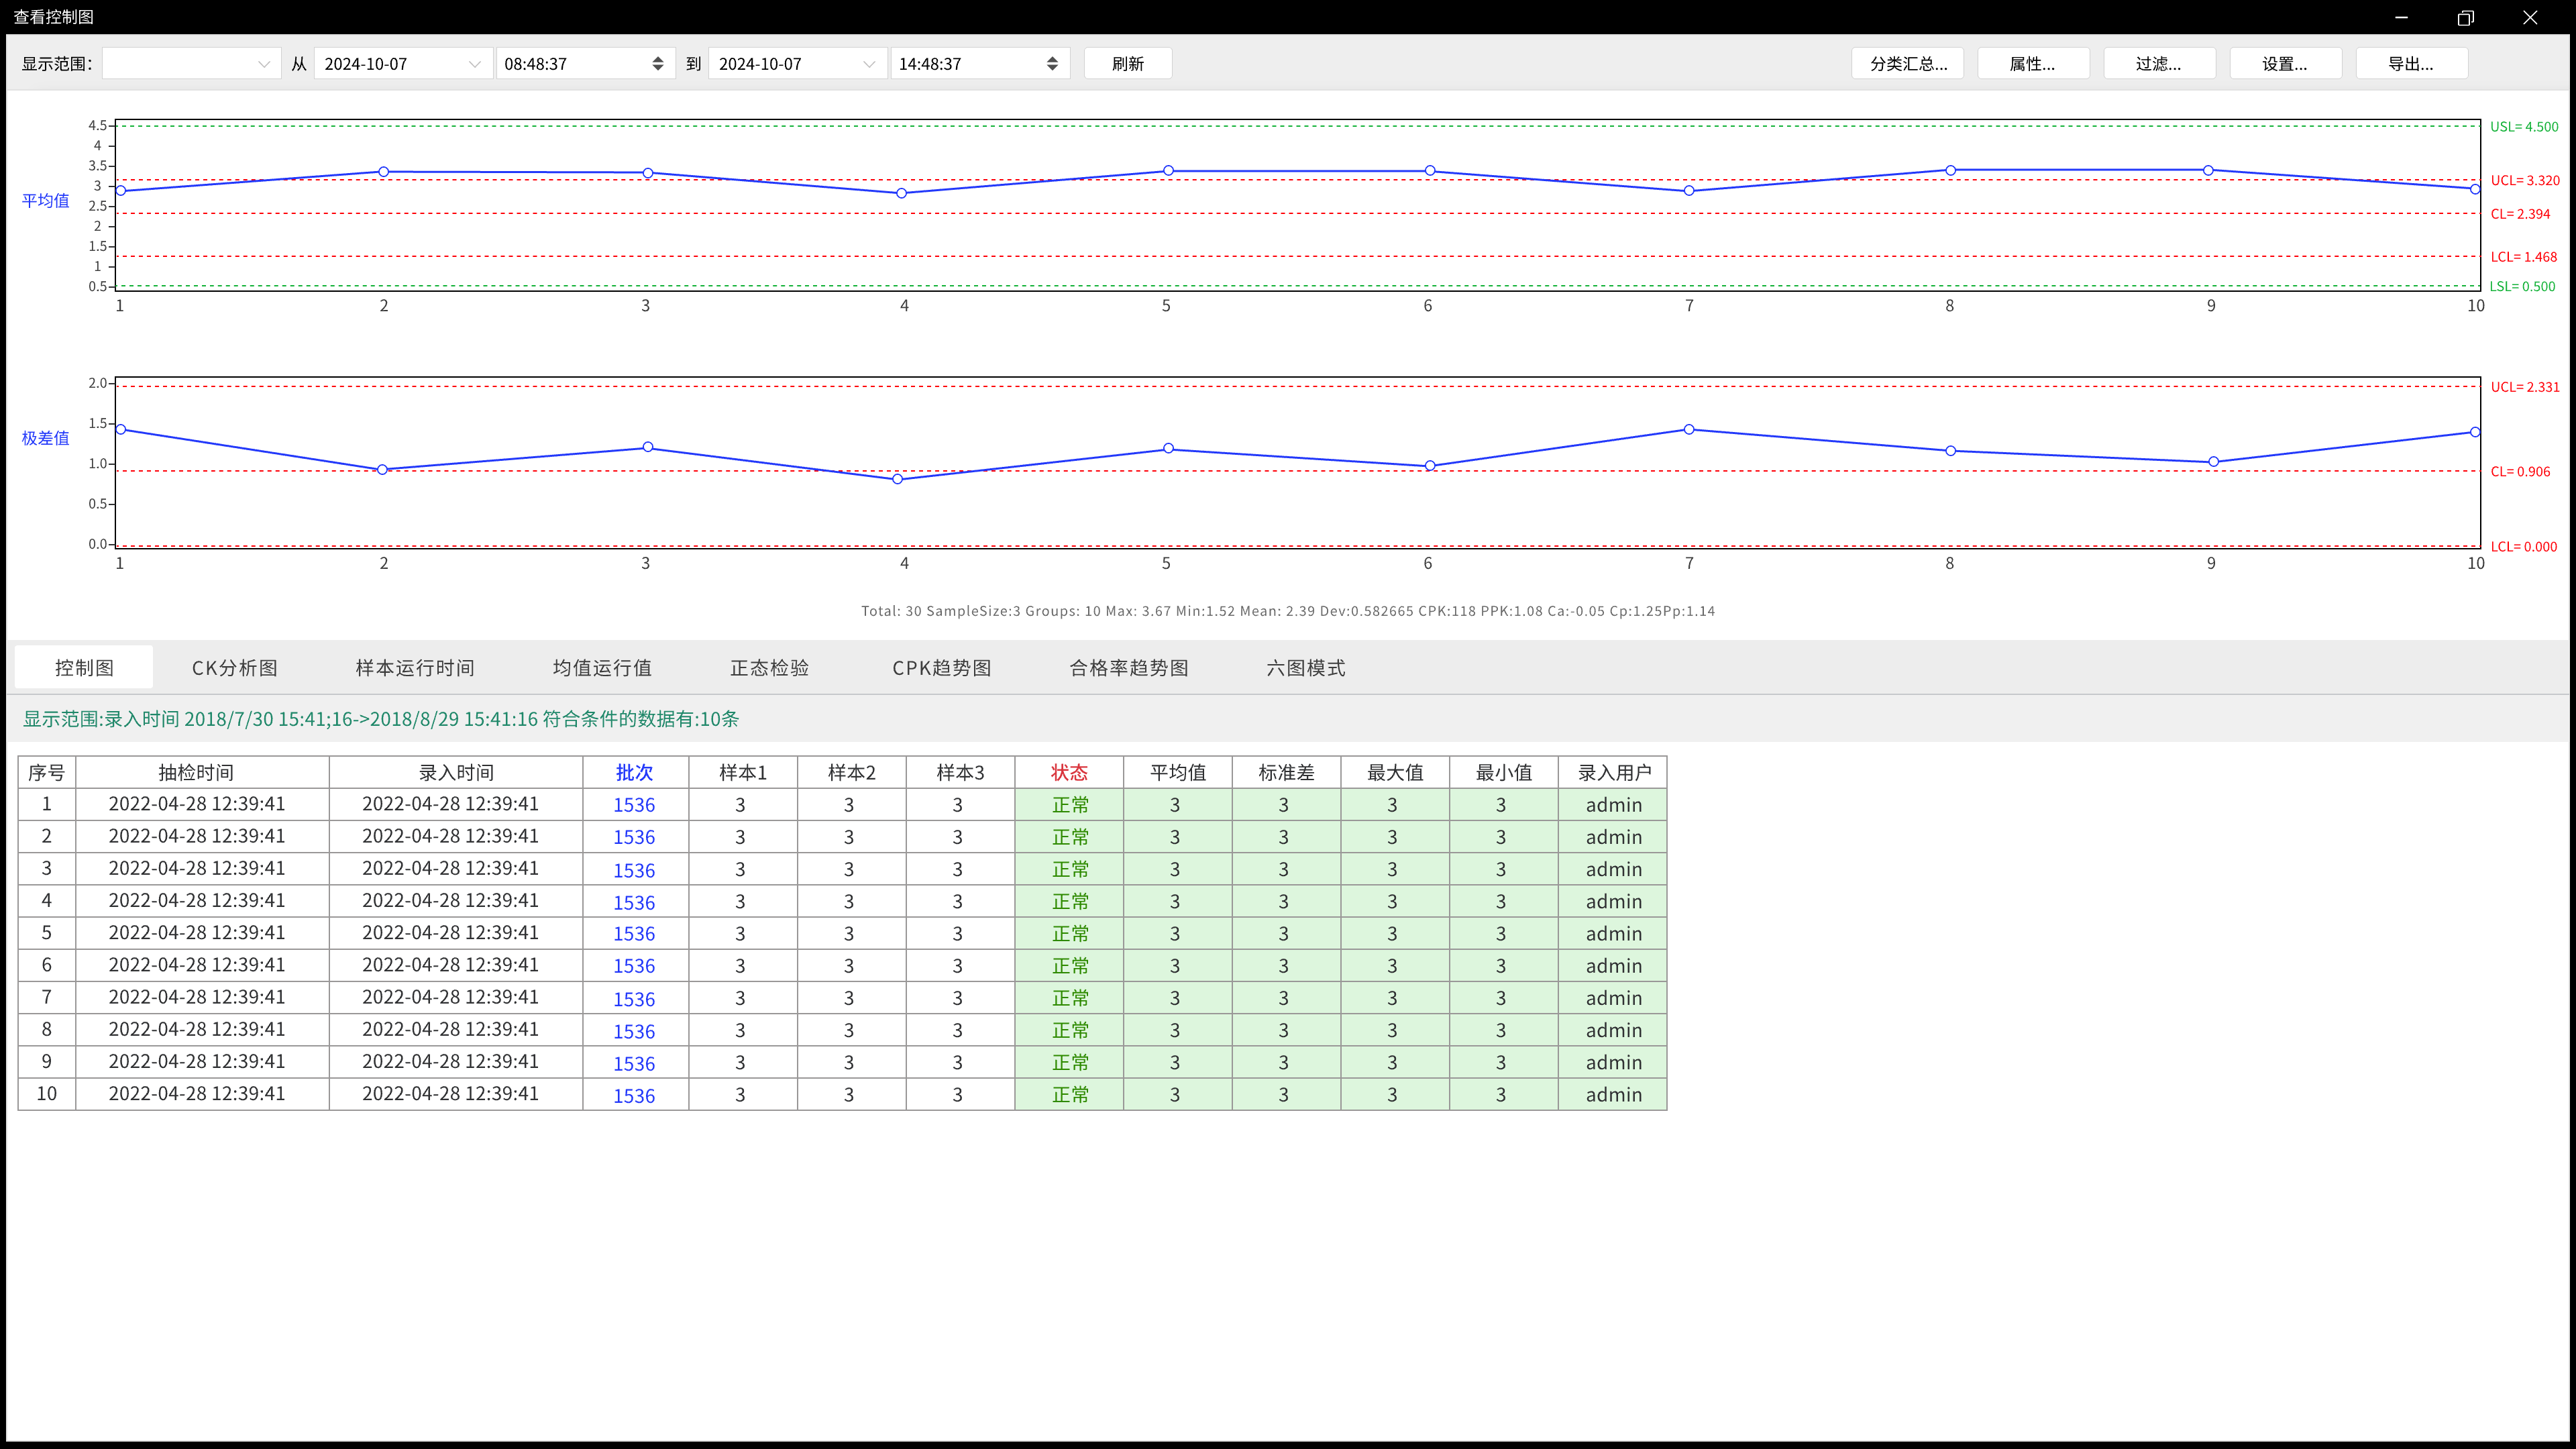 查看控制图
显示范围: 从 2024-10-07 08:48:37 到 2024-10-07 14:48:37 刷新 分类汇总... 属性... 过滤... 设置... 导出...
平均值
4.5
4
3.5
3
2.5
2
1.5
1
0.5
USL= 4.500
UCL= 3.320
CL= 2.394
LCL= 1.468
LSL= 0.500
1 2 3 4 5 6 7 8 9 10
极差值
2.0
1.5
1.0
0.5
0.0
UCL= 2.331
CL= 0.906
LCL= 0.000
1 2 3 4 5 6 7 8 9 10
Total: 30 SampleSize:3 Groups: 10 Max: 3.67 Min:1.52 Mean: 2.39 Dev:0.582665 CPK:118 PPK:1.08 Ca:-0.05 Cp:1.25Pp:1.14
控制图 CK分析图 样本运行时间 均值运行值 正态检验 CPK趋势图 合格率趋势图 六图模式
显示范围:录入时间 2018/7/30 15:41;16->2018/8/29 15:41:16 符合条件的数据有:10条
序号 抽检时间 录入时间 批次 样本1 样本2 样本3 状态 平均值 标准差 最大值 最小值 录入用户
1 2022-04-28 12:39:41 2022-04-28 12:39:41 1536 3 3 3 正常 3 3 3 3 admin
2 2022-04-28 12:39:41 2022-04-28 12:39:41 1536 3 3 3 正常 3 3 3 3 admin
3 2022-04-28 12:39:41 2022-04-28 12:39:41 1536 3 3 3 正常 3 3 3 3 admin
4 2022-04-28 12:39:41 2022-04-28 12:39:41 1536 3 3 3 正常 3 3 3 3 admin
5 2022-04-28 12:39:41 2022-04-28 12:39:41 1536 3 3 3 正常 3 3 3 3 admin
6 2022-04-28 12:39:41 2022-04-28 12:39:41 1536 3 3 3 正常 3 3 3 3 admin
7 2022-04-28 12:39:41 2022-04-28 12:39:41 1536 3 3 3 正常 3 3 3 3 admin
8 2022-04-28 12:39:41 2022-04-28 12:39:41 1536 3 3 3 正常 3 3 3 3 admin
9 2022-04-28 12:39:41 2022-04-28 12:39:41 1536 3 3 3 正常 3 3 3 3 admin
10 2022-04-28 12:39:41 2022-04-28 12:39:41 1536 3 3 3 正常 3 3 3 3 admin